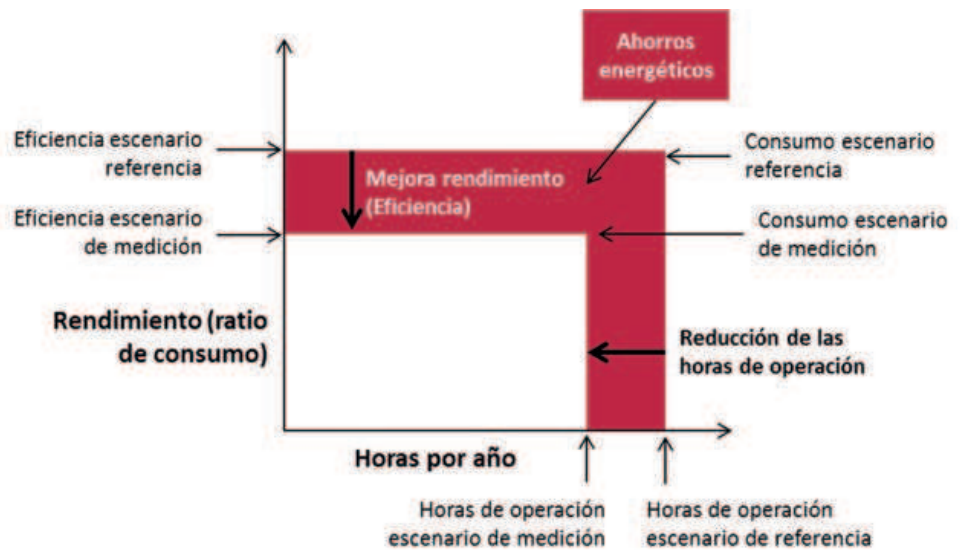 Ahorros
energéticos
Eficiencia escenario
referencia
Consumo escenario
referencia
Mejora rendimiento
(Eficiencia)
Eficiencia escenario
de medición
Consumo escenario
de medición
Rendimiento (ratio
de consumo)
Reducción de las
horas de operación
Horas por año
Horas de operación
escenario de medición
Horas de operación
escenario de referencia